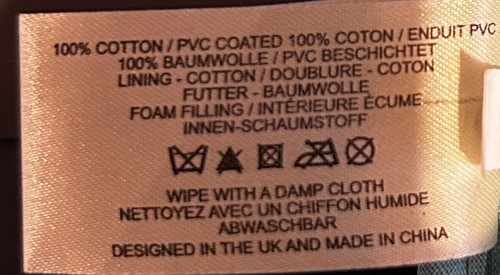 100% COTTON / PVC COATED 100% COTON / ENDUIT PVC
100% BAUMWOLLE / PVC BESCHICHTET
LINING - COTTON / DOUBLURE - COTON
FUTTER - BAUMWOLLE
FOAM FILLING / INTÉRIEURE ÉCUME
INNEN-SCHAUMSTOFF
WIPE WITH A DAMP CLOTH
NETTOYEZ AVEC UN CHIFFON HUMIDE
ABWASCHBAR
DESIGNED IN THE UK AND MADE IN CHINA